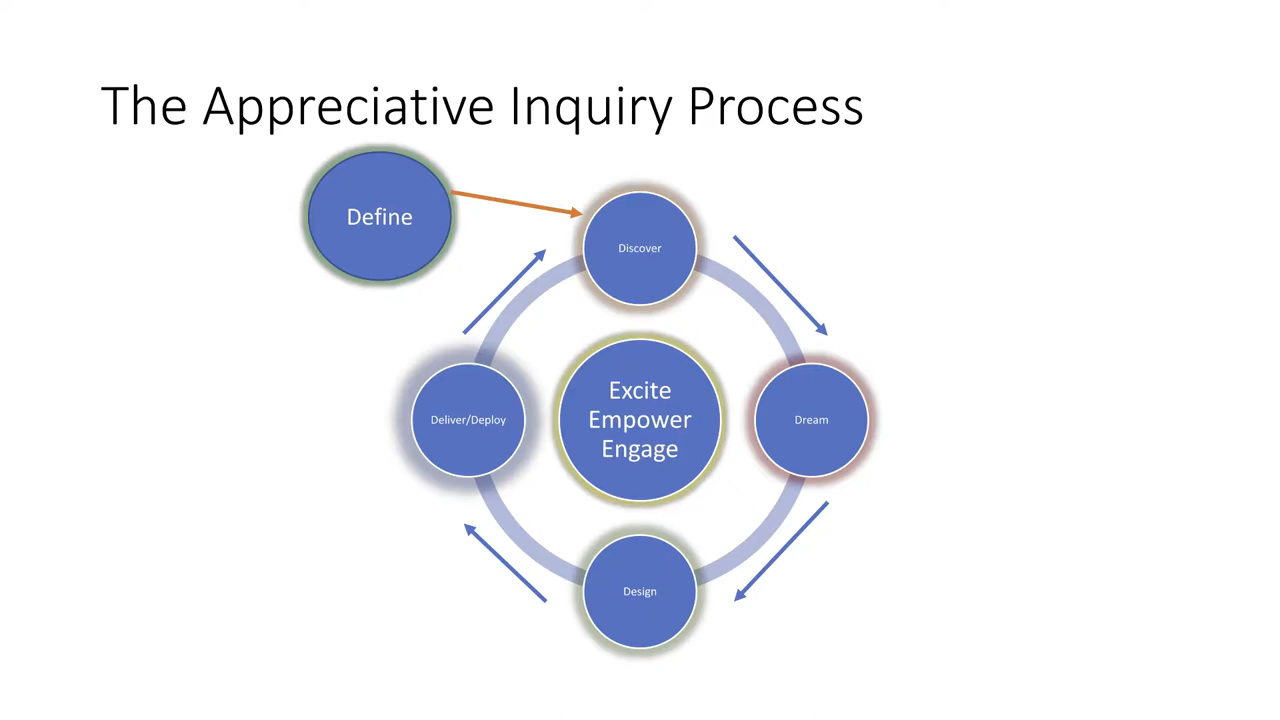 The Appreciative Inquiry Process
Define
Discover
Excite
Empower
Engage
Dream
Design
Deliver/Deploy